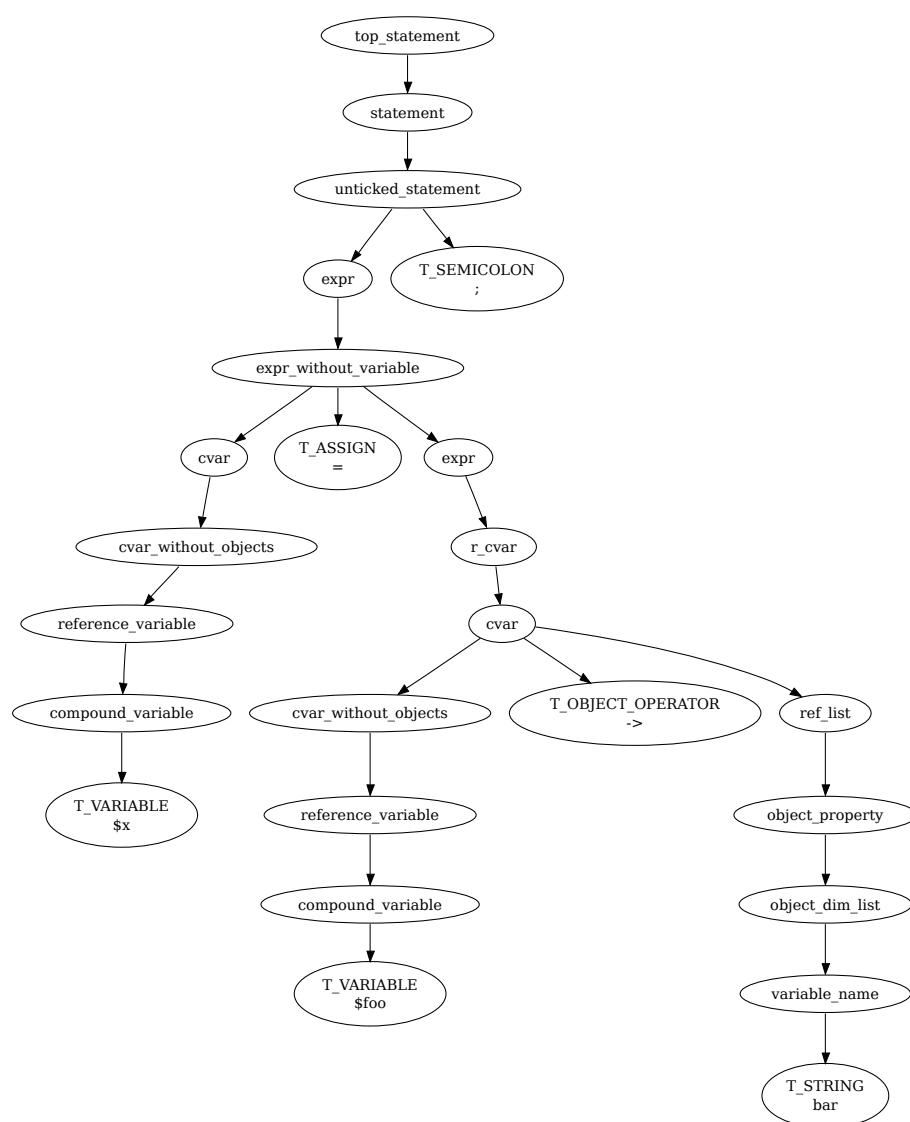 top_statement
statement
unticked_statement
expr
T_SEMICOLON
;
expr_without_variable
cvar
T_ASSIGN
=
expr
cvar_without_objects
r_cvar
reference_variable
cvar
compound_variable
cvar_without_objects
T_OBJECT_OPERATOR
->
ref_list
T_VARIABLE
$x
reference_variable
object_property
compound_variable
object_dim_list
T_VARIABLE
$foo
variable_name
T_STRING
bar